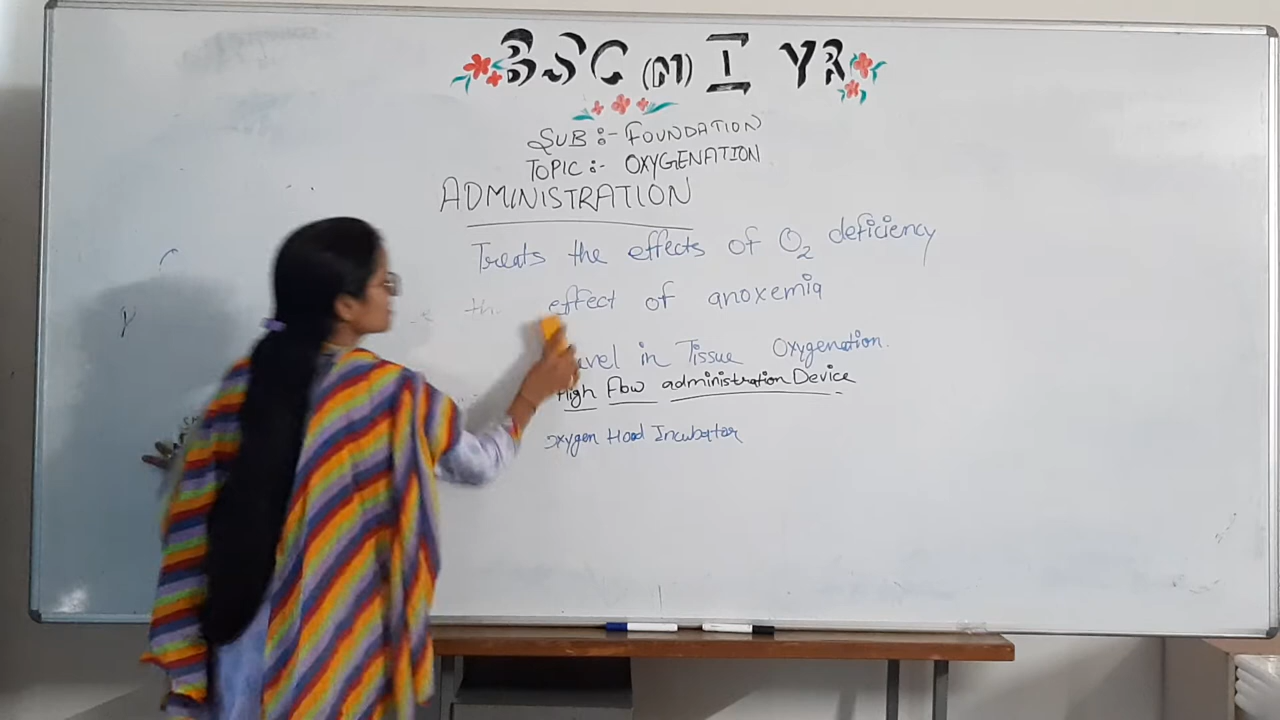 BSC (N) I YR
SUB :- FOUNDATION
TOPIC :- OXYGENATION
ADMINISTRATION
Treats the effects of O₂ deficiency
th. effect of anoxemia
level in Tissue Oxygenation.
High Flow administration Device
Oxygen Hood Incubator